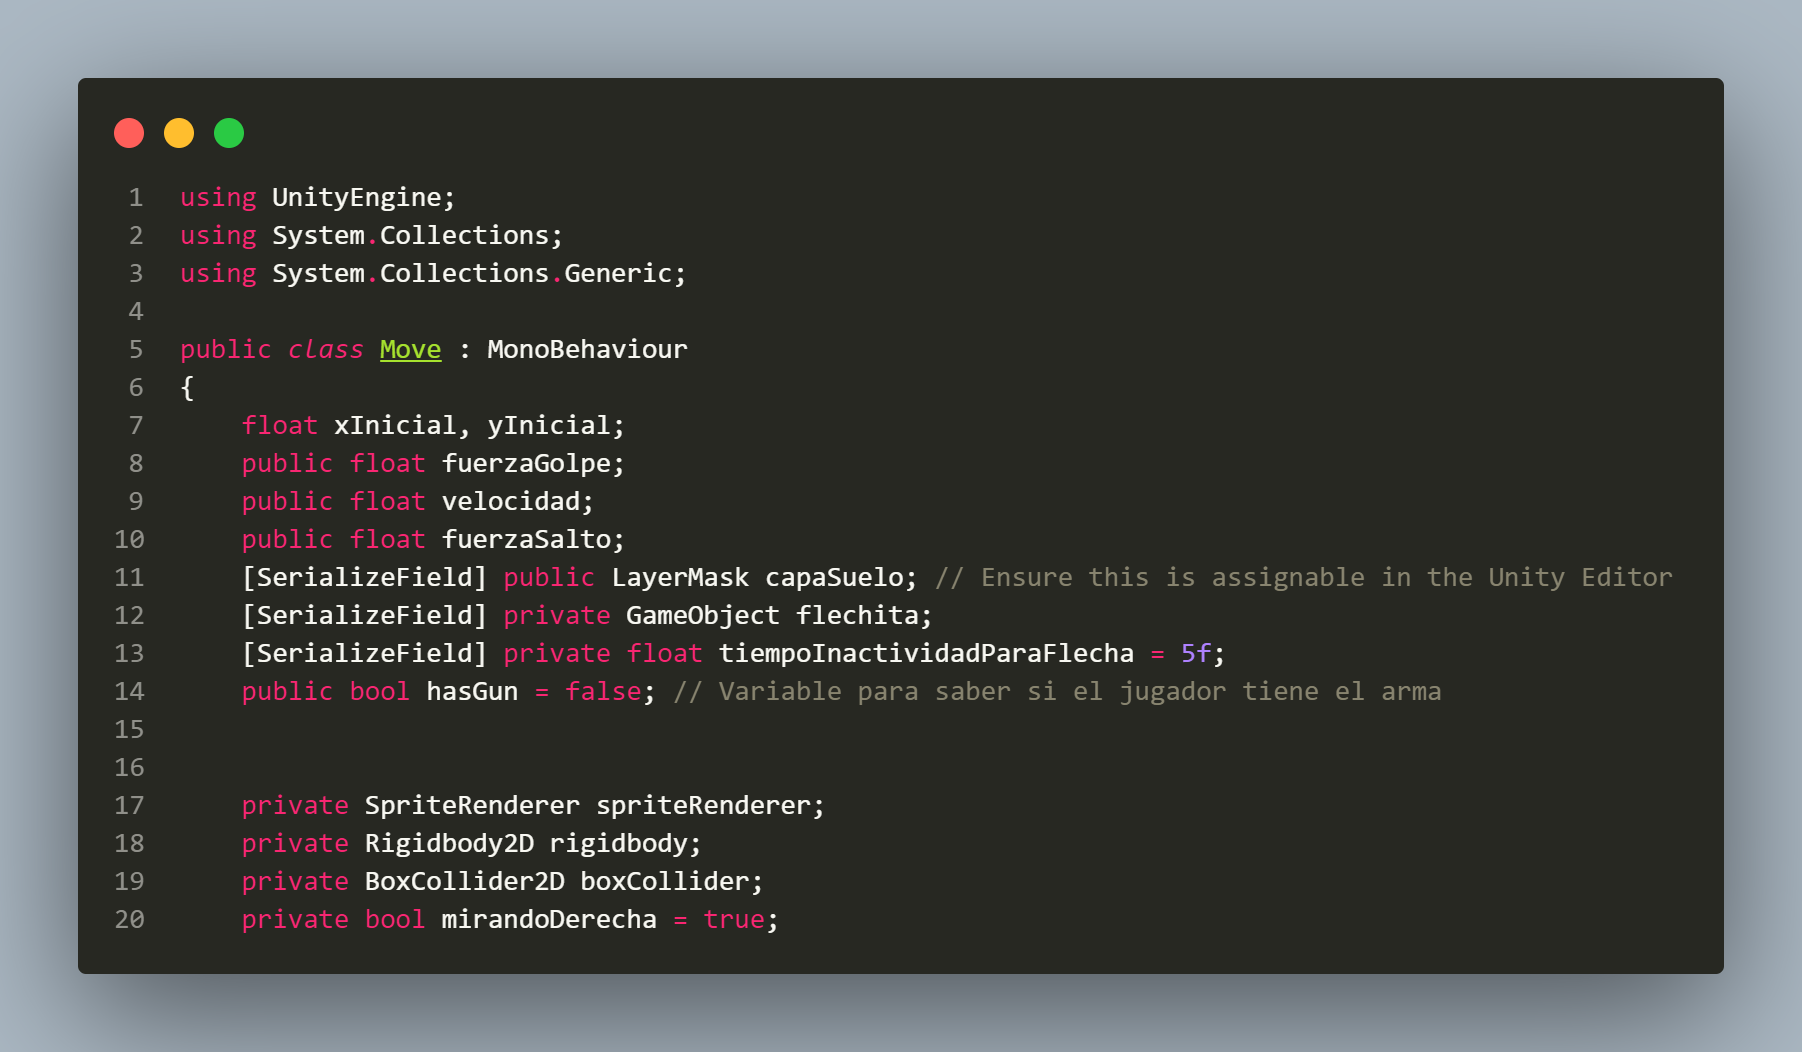 1 using UnityEngine;
2 using System.Collections;
3 using System.Collections.Generic;
4
5 public class Move : MonoBehaviour
6 {
7     float xInicial, yInicial;
8     public float fuerzaGolpe;
9     public float velocidad;
10     public float fuerzaSalto;
11     [SerializeField] public LayerMask capaSuelo; // Ensure this is assignable in the Unity Editor
12     [SerializeField] private GameObject flechita;
13     [SerializeField] private float tiempoInactividadParaFlecha = 5f;
14     public bool hasGun = false; // Variable para saber si el jugador tiene el arma
15
16
17     private SpriteRenderer spriteRenderer;
18     private Rigidbody2D rigidbody;
19     private BoxCollider2D boxCollider;
20     private bool mirandoDerecha = true;